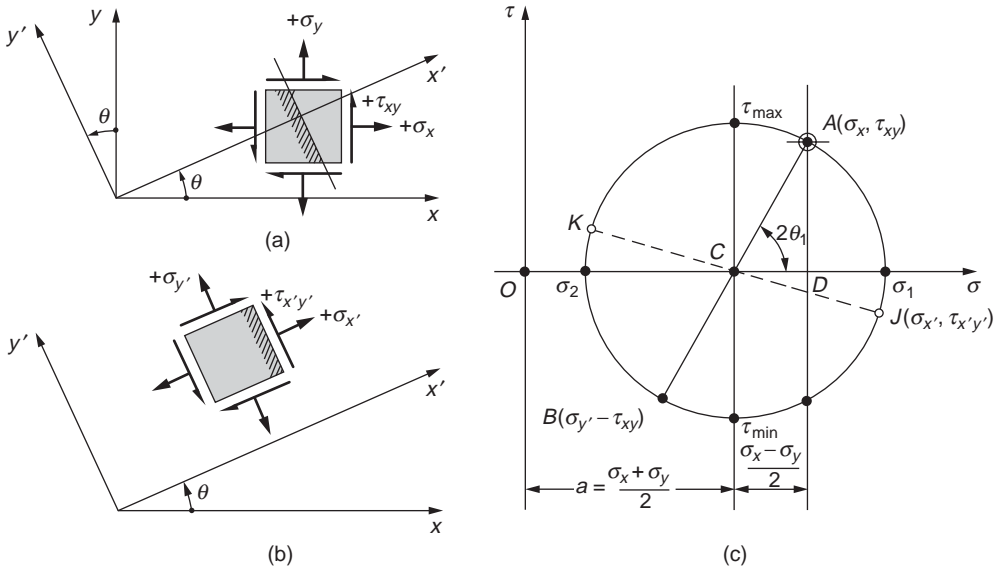 y
y′
+σy
x′
θ
+τxy
+σx
θ
x
(a)
+σy′
+τx′y′
+σx′
y′
x′
θ
x
(b)
τ
τmax
A(σx, τxy)
K
2θ1
C
O
σ2
D
σ1
σ
J(σx′, τx′y′)
B(σy′ − τxy)
τmin
a = σx + σy / 2
σx − σy / 2
(c)